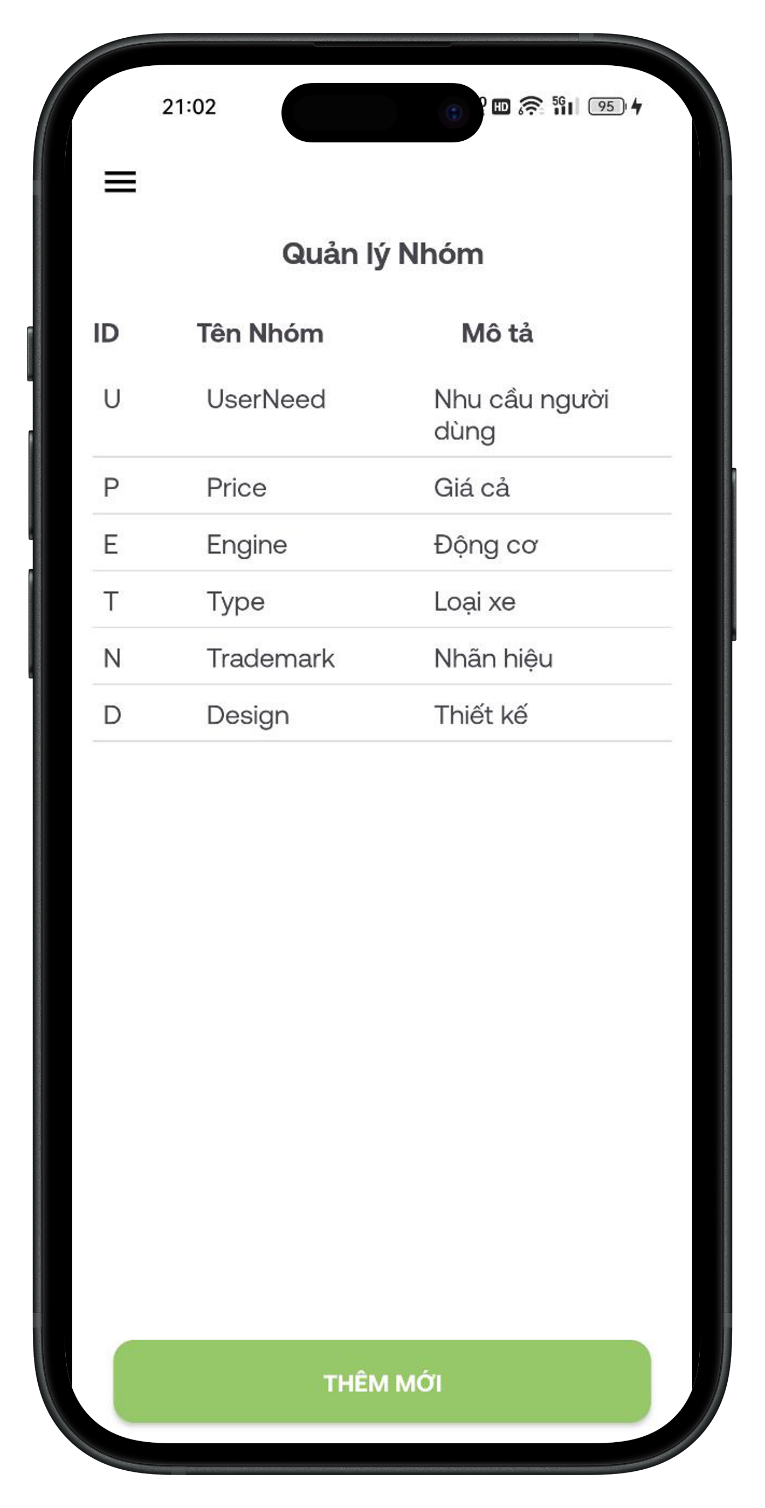 21:02 HD 5G 95
Quản lý Nhóm
ID Tên Nhóm Mô tả
U UserNeed Nhu cầu người
dùng
P Price Giá cả
E Engine Động cơ
T Type Loại xe
N Trademark Nhãn hiệu
D Design Thiết kế
THÊM MỚI